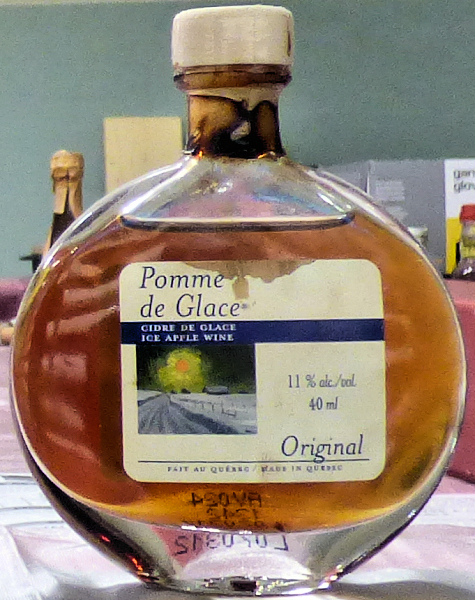 Pomme
de Glace
CIDRE DE GLACE
ICE APPLE WINE
11 % alc./vol.
40 ml
Original
FAIT AU QUÉBEC / MADE IN QUEBEC